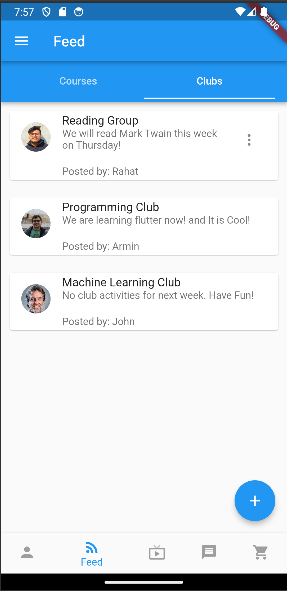 7:57
DEBUG
Feed
Courses
Clubs
Reading Group
We will read Mark Twain this week
on Thursday!
Posted by: Rahat
Programming Club
We are learning flutter now! and It is Cool!
Posted by: Armin
Machine Learning Club
No club activities for next week. Have Fun!
Posted by: John
Feed